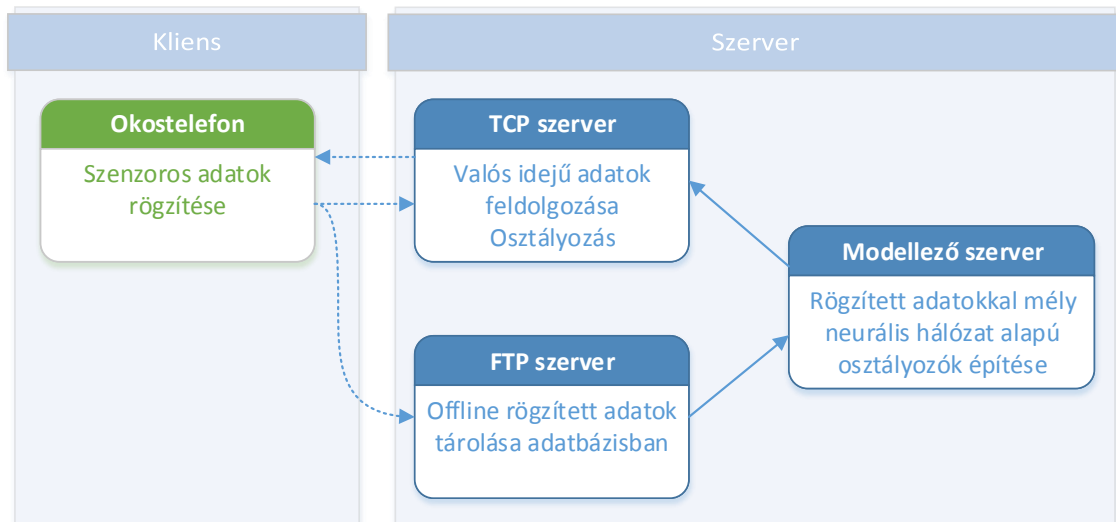 Kliens
Szerver
Okostelefon
Szenzoros adatok
rögzítése
TCP szerver
Valós idejű adatok
feldolgozása
Osztályozás
Modellező szerver
Rögzített adatokkal mély
neurális hálózat alapú
osztályozók építése
FTP szerver
Offline rögzített adatok
tárolása adatbázisban